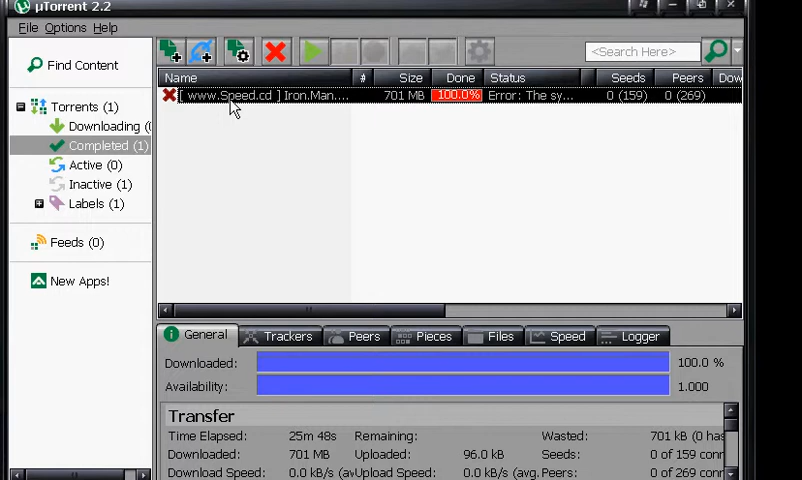 µTorrent 2.2
File Options Help
<Search Here>
Find Content
Torrents (1)
Downloading (
Completed (1)
Active (0)
Inactive (1)
Labels (1)
Feeds (0)
New Apps!
Name # Size Done Status Seeds Peers Dow
[ www.Speed.cd ] Iron.Man.... 701 MB 100.0% Error: The sy... 0 (159) 0 (269)
General Trackers Peers Pieces Files Speed Logger
Downloaded: 100.0 %
Availability: 1.000
Transfer
Time Elapsed: 25m 48s Remaining: Wasted: 701 kB (0 has
Downloaded: 701 MB Uploaded: 96.0 kB Seeds: 0 of 159 conn
Download Speed: 0.0 kB/s (av Upload Speed: 0.0 kB/s (avg. Peers: 0 of 269 conn